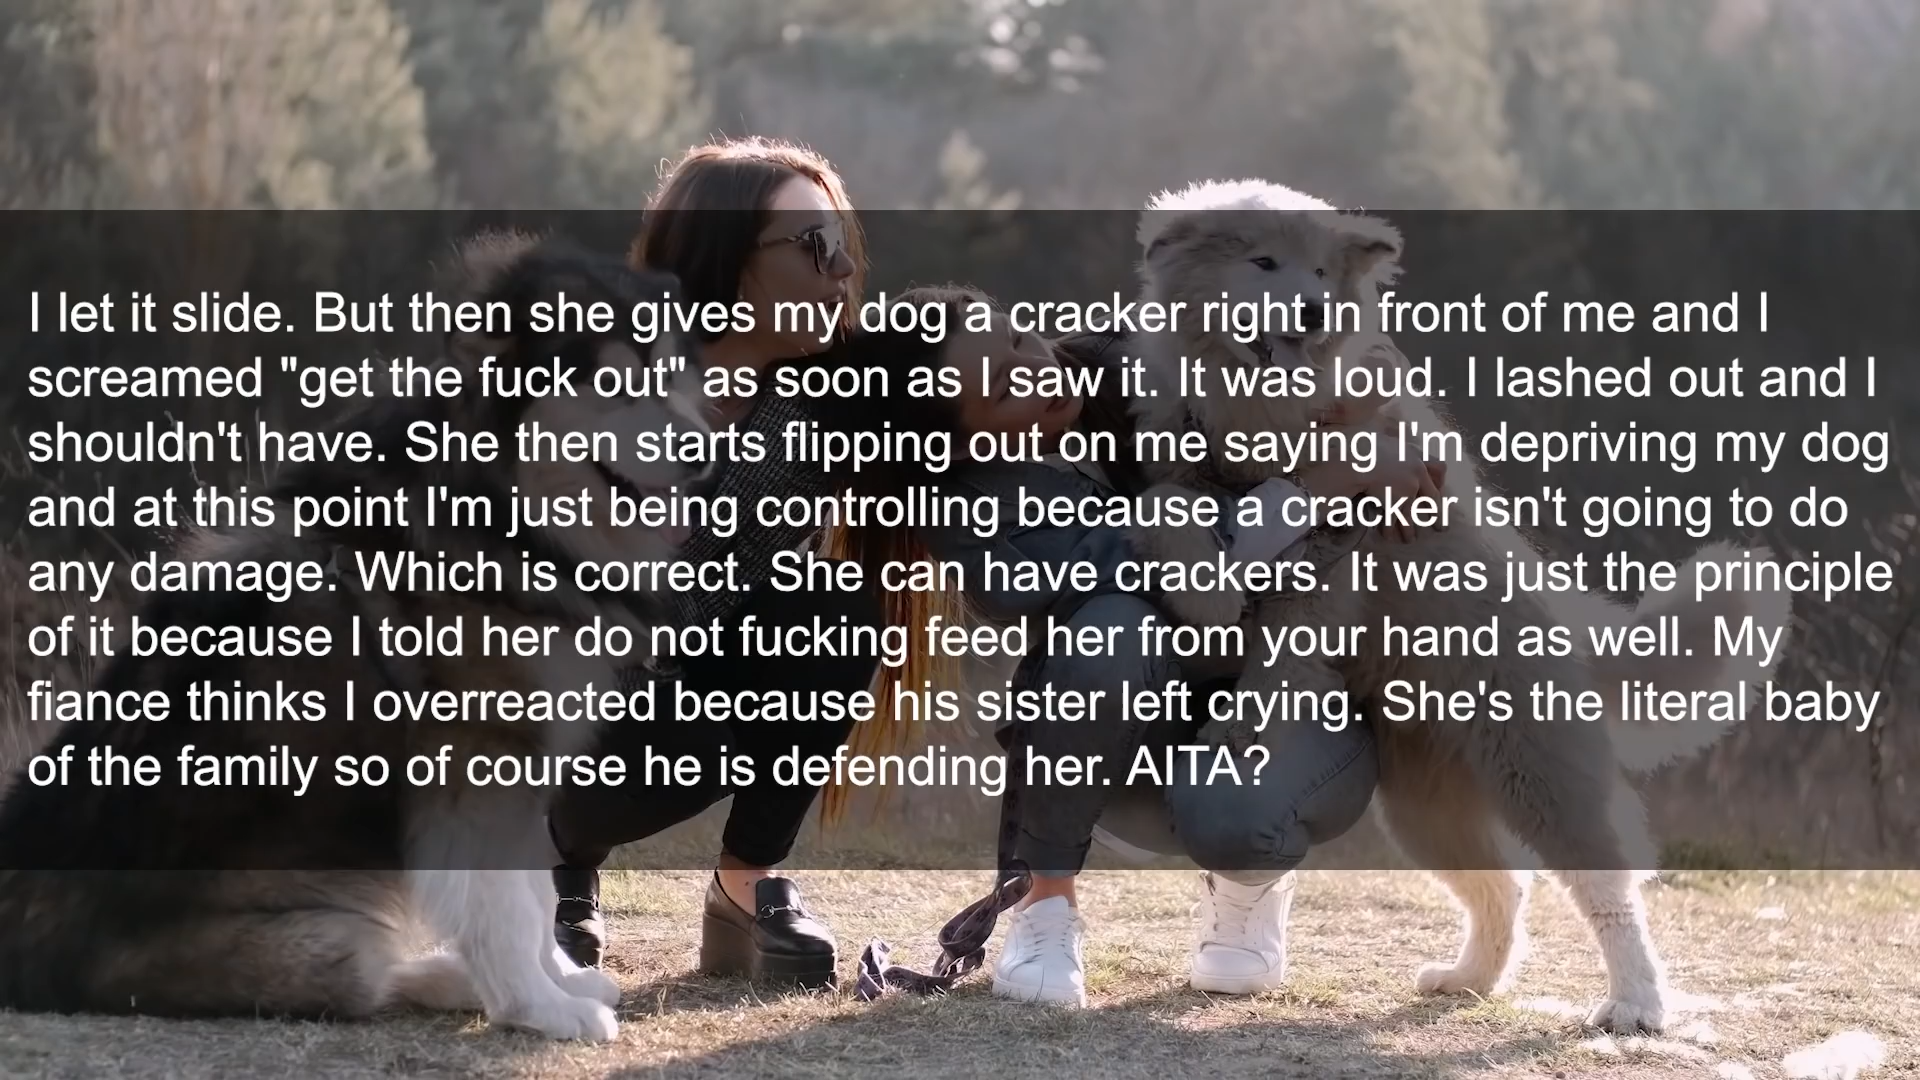 I let it slide. But then she gives my dog a cracker right in front of me and I
screamed "get the fuck out" as soon as I saw it. It was loud. I lashed out and I
shouldn't have. She then starts flipping out on me saying I'm depriving my dog
and at this point I'm just being controlling because a cracker isn't going to do
any damage. Which is correct. She can have crackers. It was just the principle
of it because I told her do not fucking feed her from your hand as well. My
fiance thinks I overreacted because his sister left crying. She's the literal baby
of the family so of course he is defending her. AITA?